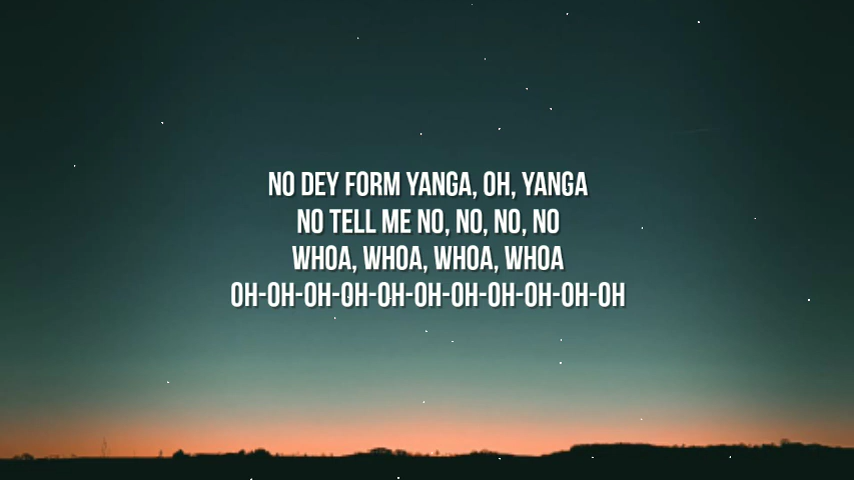 NO DEY FORM YANGA, OH, YANGA
NO TELL ME NO, NO, NO, NO
WHOA, WHOA, WHOA, WHOA
OH-OH-OH-OH-OH-OH-OH-OH-OH-OH-OH